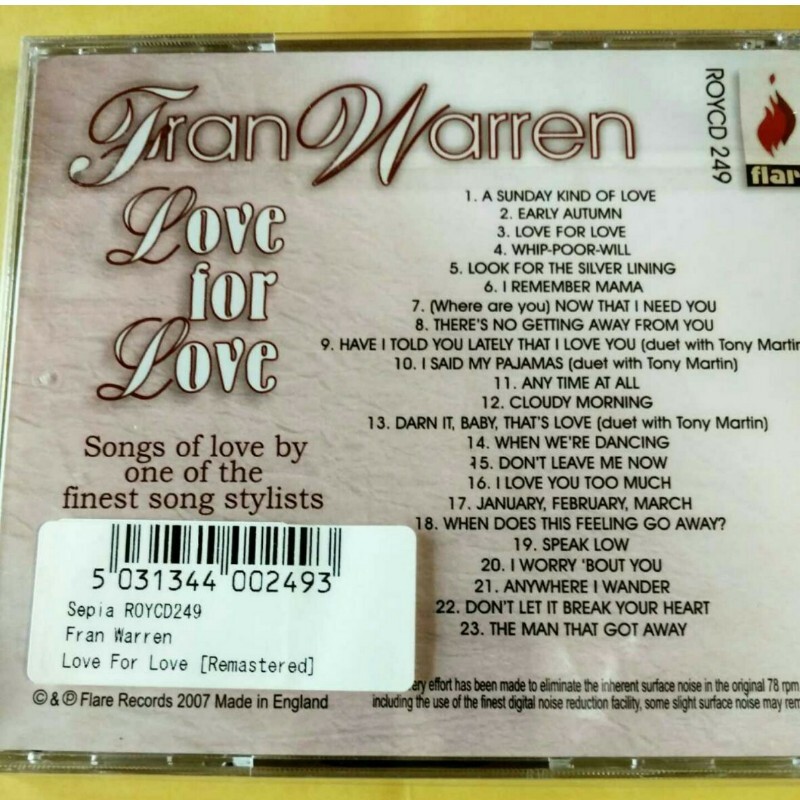 Fran Warren
Love
for
Love
Songs of love by
one of the
finest song stylists
ROYCD 249
flar
1. A SUNDAY KIND OF LOVE
2. EARLY AUTUMN
3. LOVE FOR LOVE
4. WHIP-POOR-WILL
5. LOOK FOR THE SILVER LINING
6. I REMEMBER MAMA
7. (Where are you) NOW THAT I NEED YOU
8. THERE'S NO GETTING AWAY FROM YOU
9. HAVE I TOLD YOU LATELY THAT I LOVE YOU (duet with Tony Martin
10. I SAID MY PAJAMAS (duet with Tony Martin)
11. ANY TIME AT ALL
12. CLOUDY MORNING
13. DARN IT, BABY, THAT'S LOVE (duet with Tony Martin)
14. WHEN WE'RE DANCING
15. DON'T LEAVE ME NOW
16. I LOVE YOU TOO MUCH
17. JANUARY, FEBRUARY, MARCH
18. WHEN DOES THIS FEELING GO AWAY?
19. SPEAK LOW
20. I WORRY 'BOUT YOU
21. ANYWHERE I WANDER
22. DON'T LET IT BREAK YOUR HEART
23. THE MAN THAT GOT AWAY
5 031344 002493
Sepia ROYCD249
Fran Warren
Love For Love [Remastered]
© & ℗ Flare Records 2007 Made in England
ery effort has been made to eliminate the inherent surface noise in the original 78 rpm
including the use of the finest digital noise reduction facility, some slight surface noise may rem